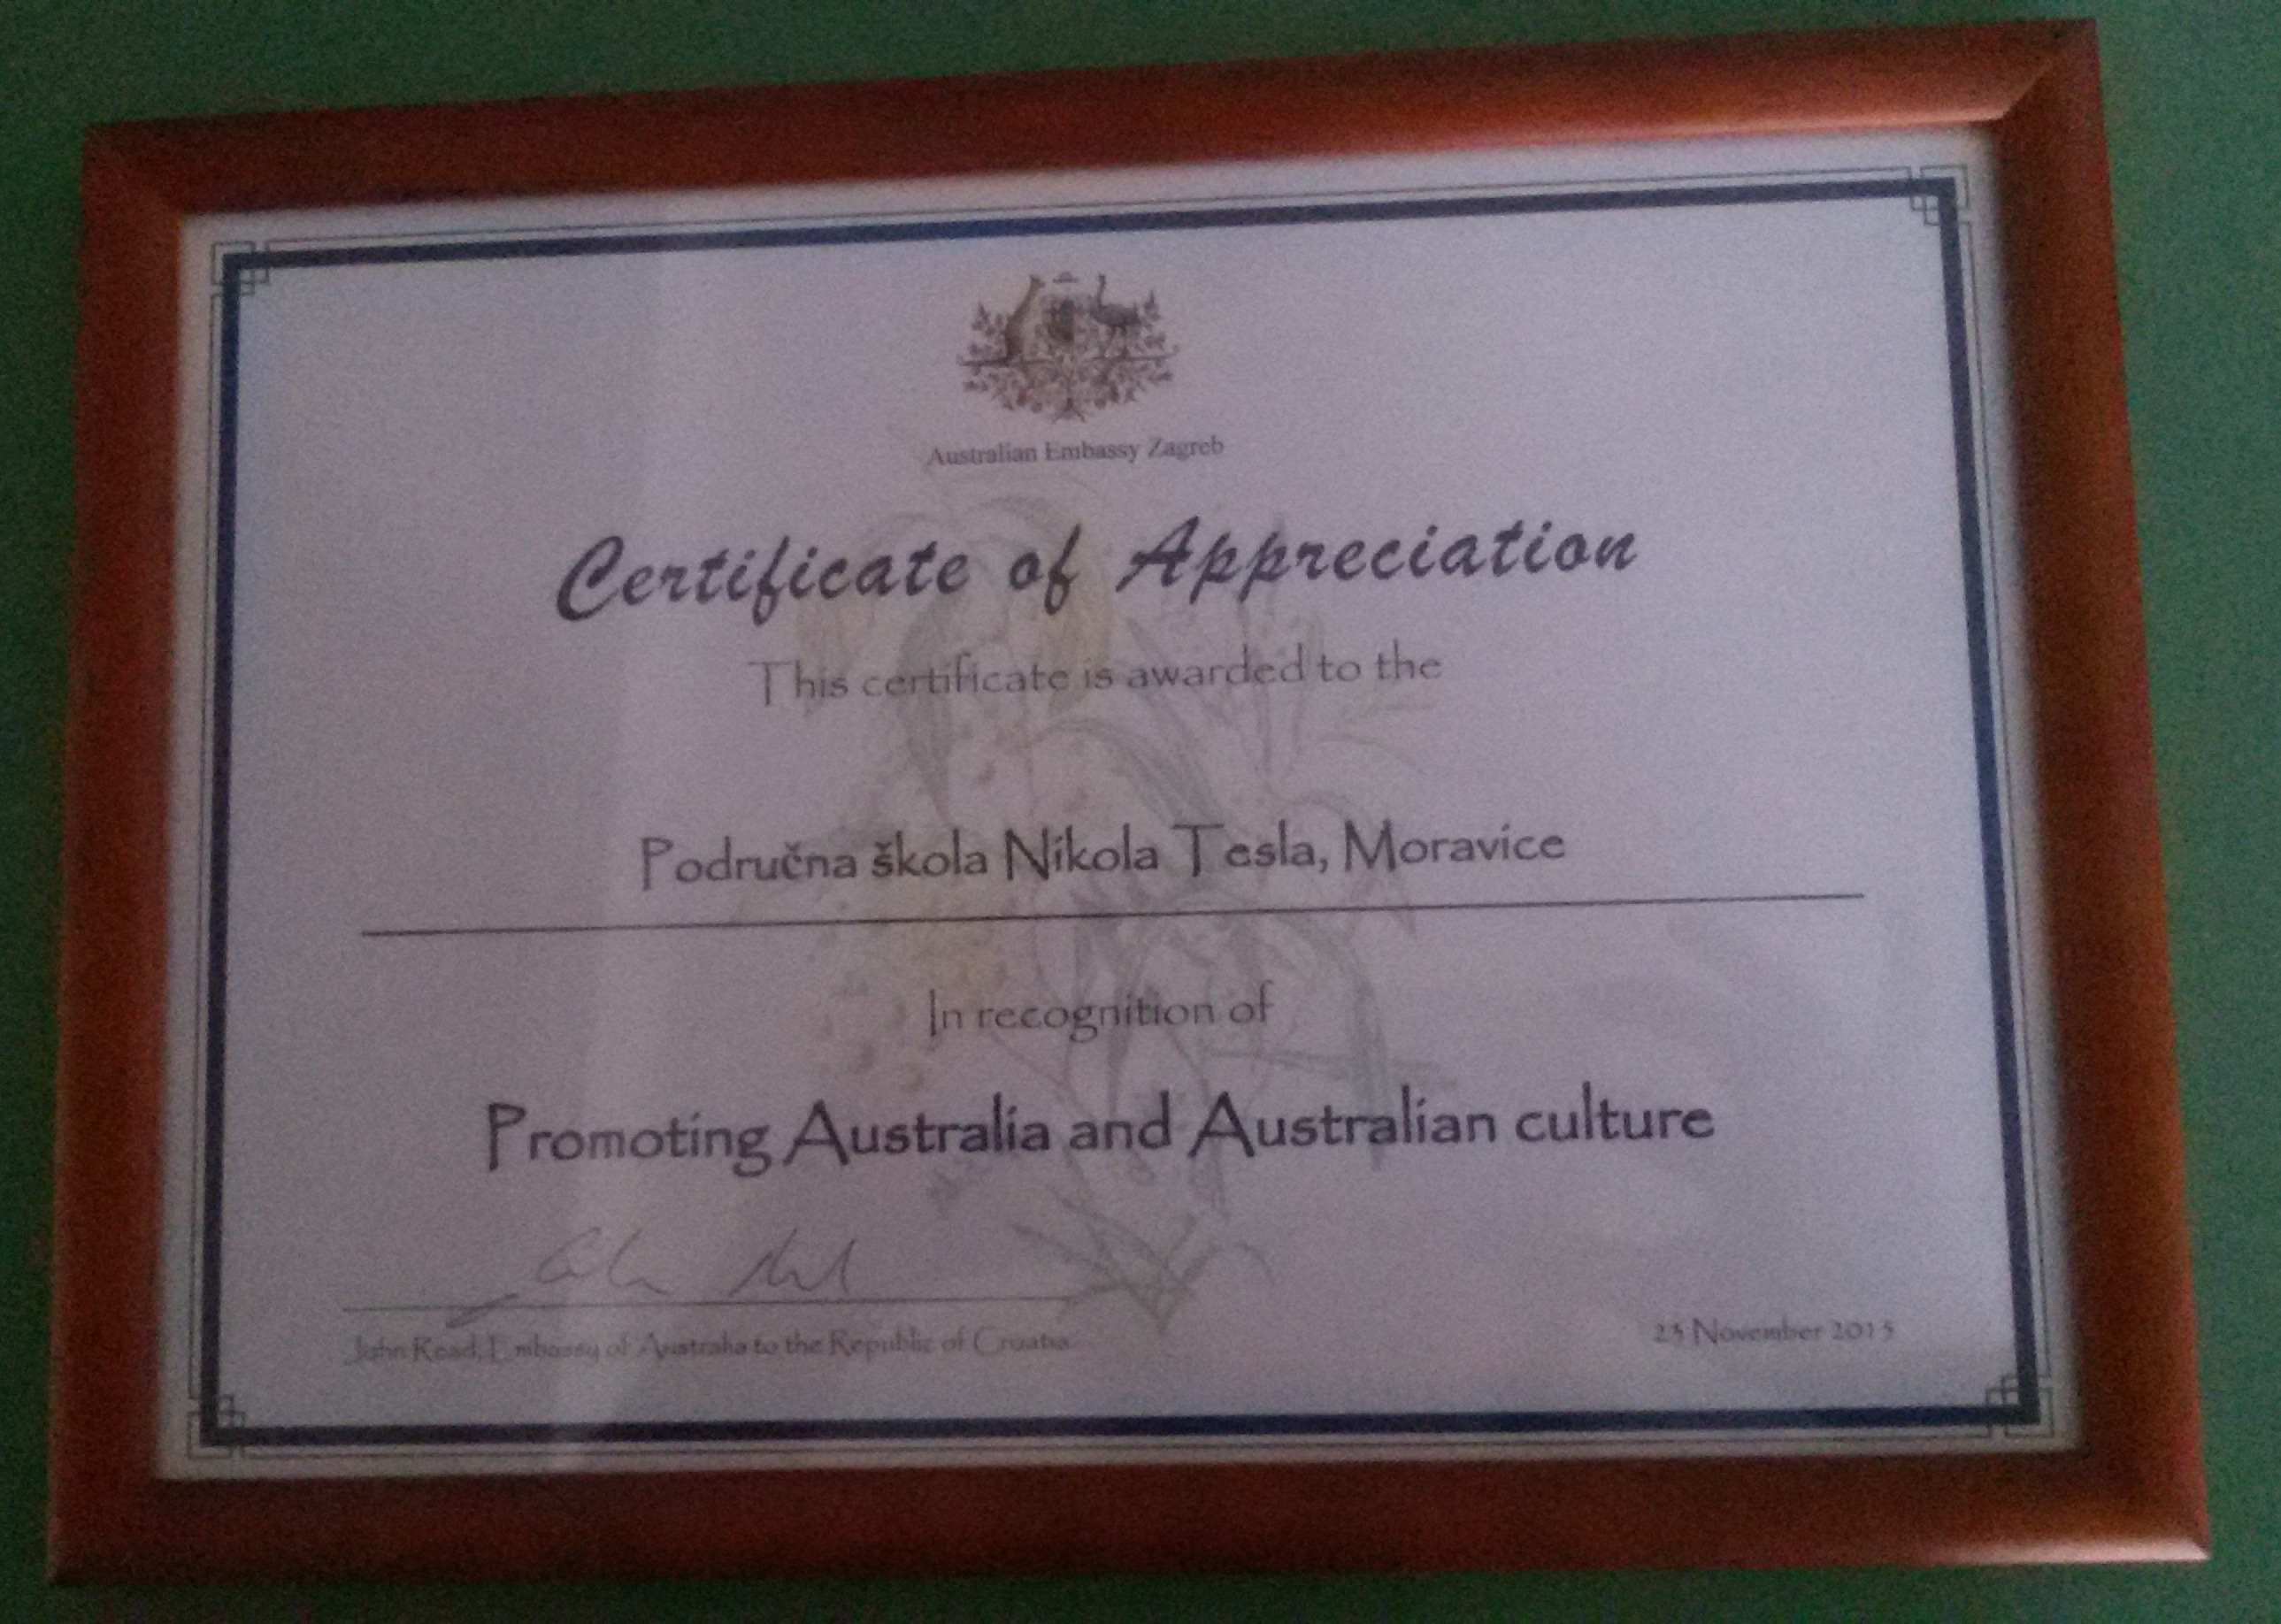 Australian Embassy Zagreb
Certificate of Appreciation
This certificate is awarded to the
Područna škola Nikola Tesla, Moravice
In recognition of
Promoting Australia and Australian culture
John Read, Embassy of Australia to the Republic of Croatia
November 2015